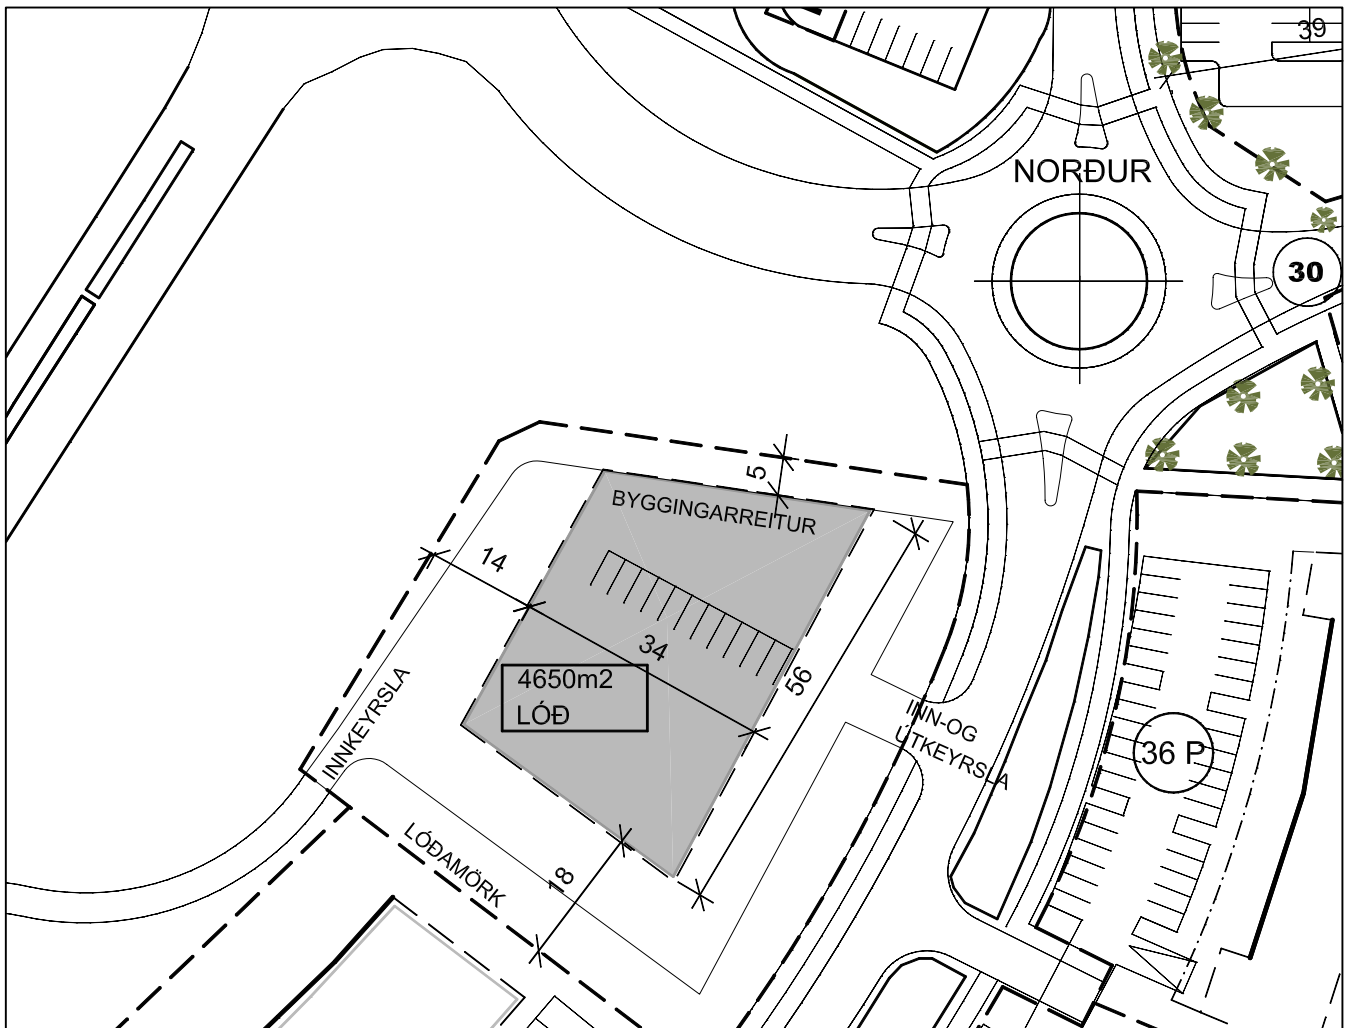 39
NORÐUR
30
5
BYGGINGARREITUR
14
34
56
4650m2
LÓÐ
INNKEYRSLA
INN-OG
ÚTKEYRSLA
36 P
LÓÐAMÖRK
18